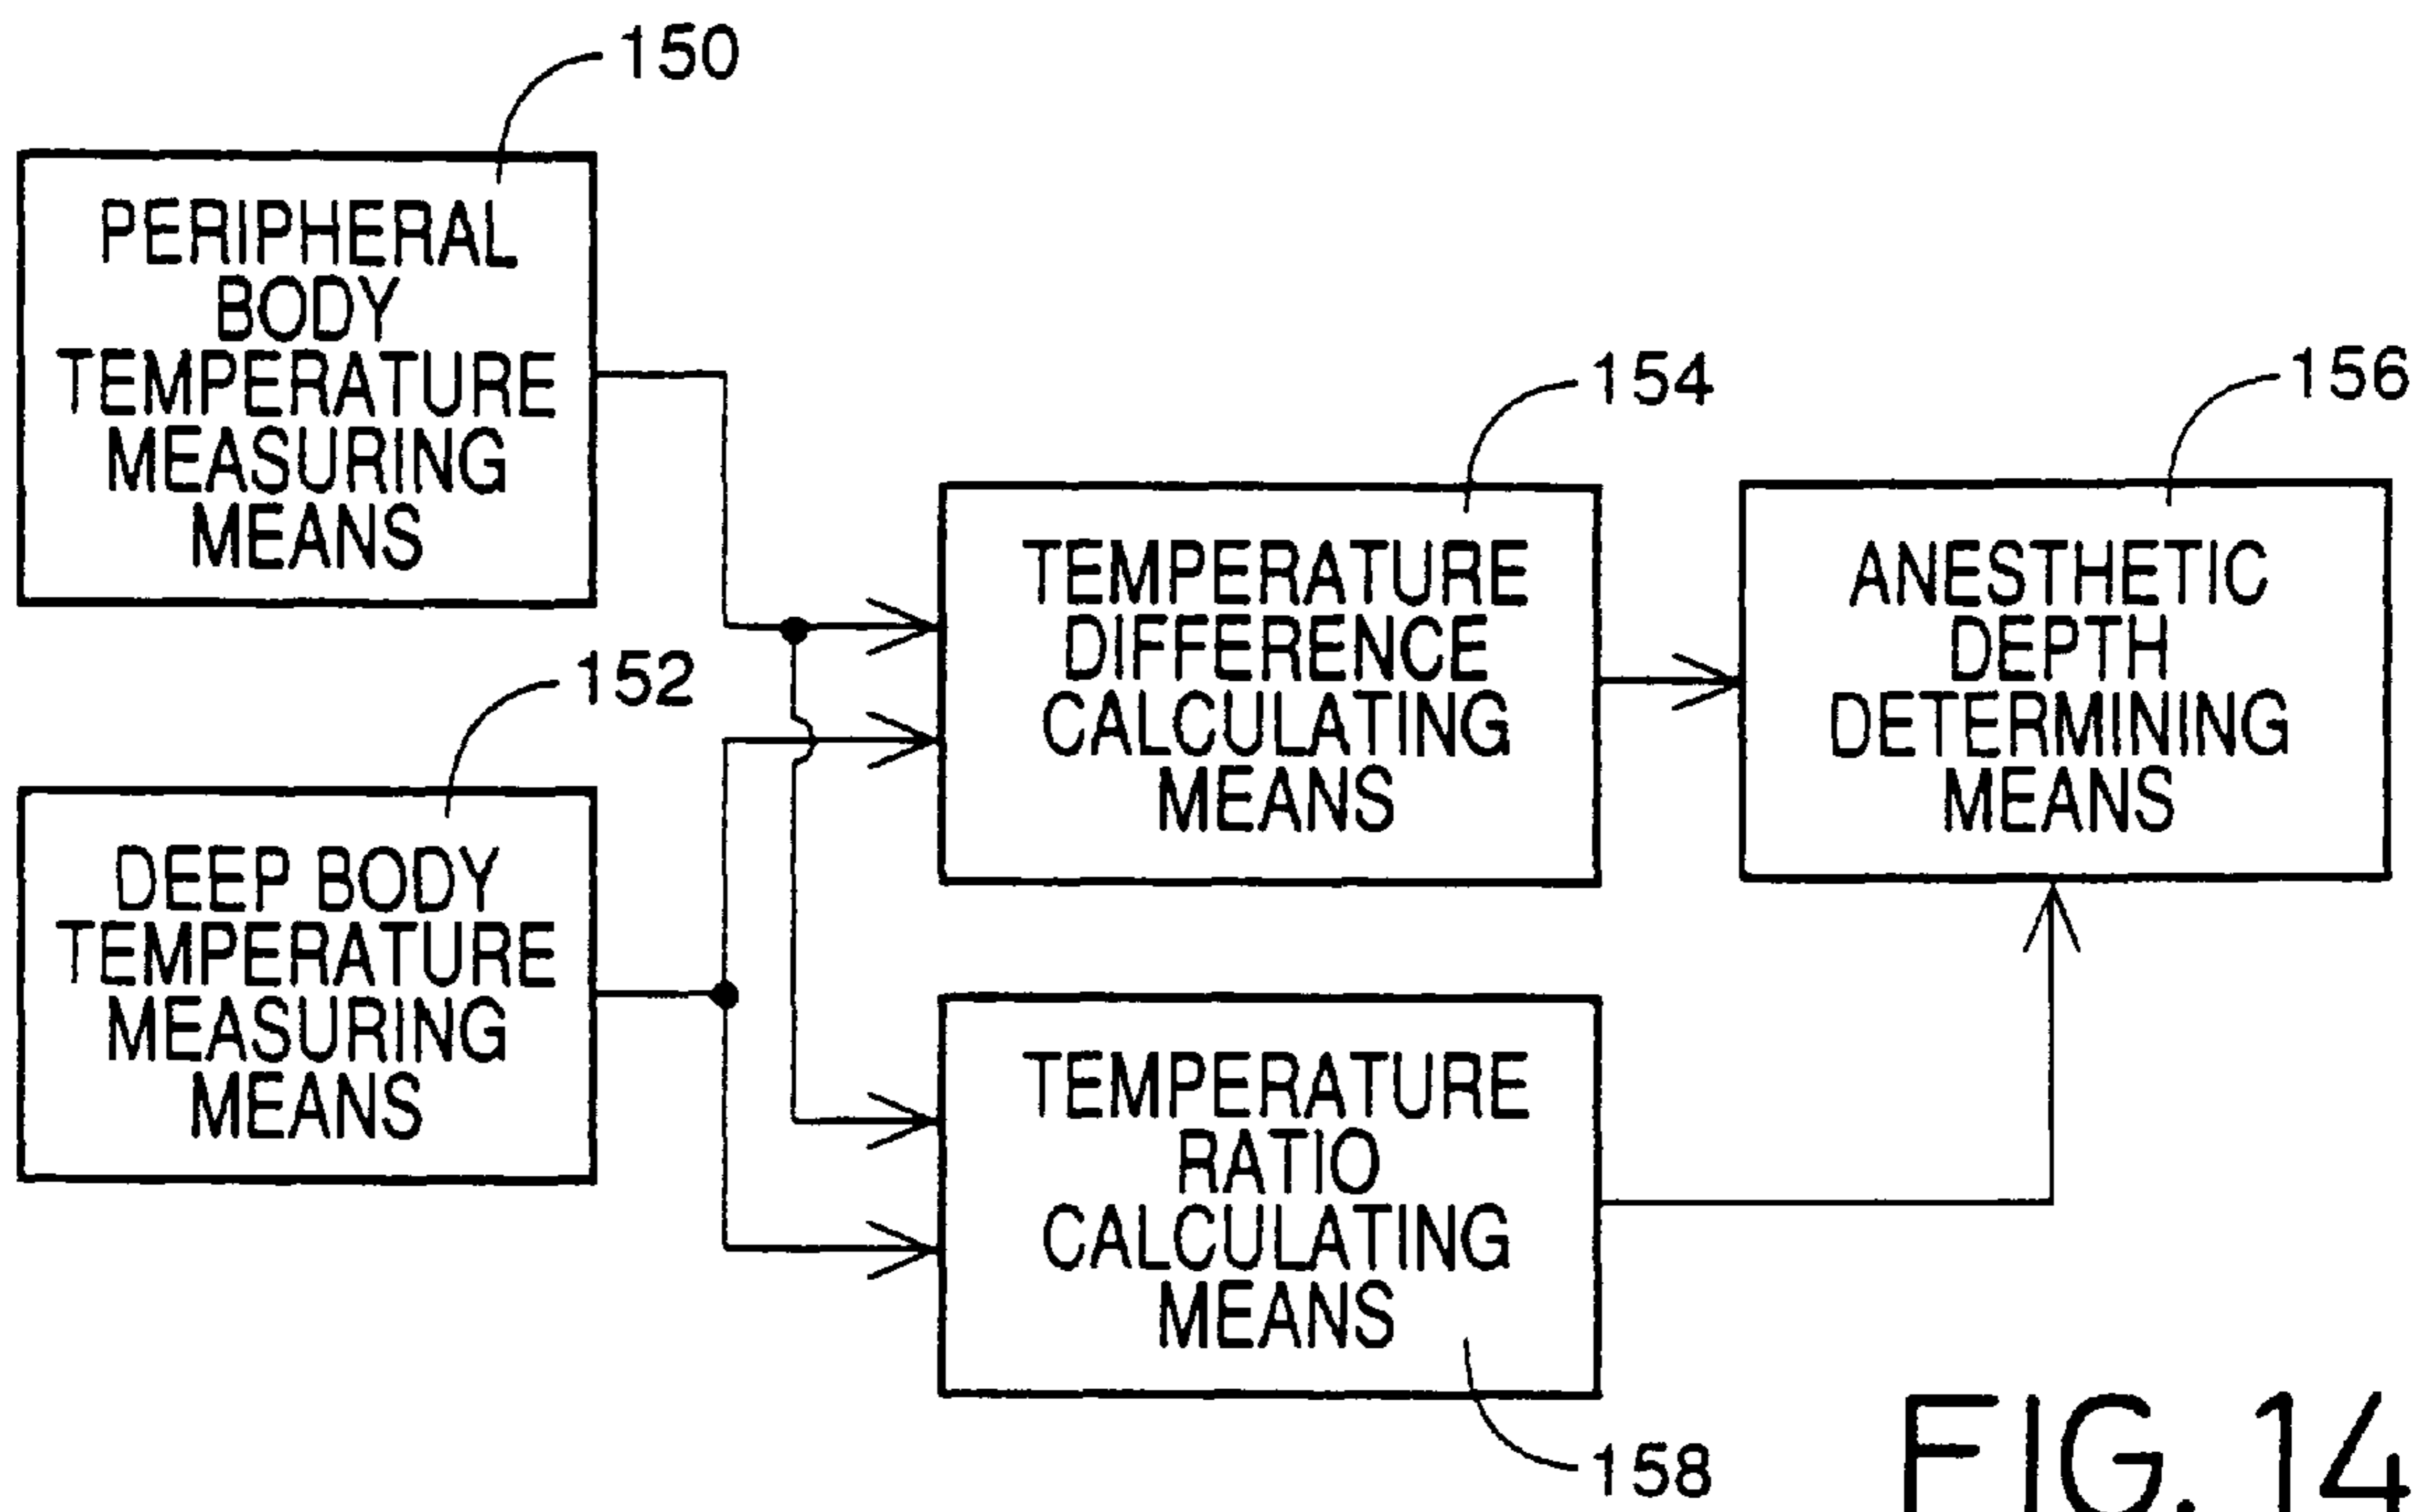 150
PERIPHERAL
BODY
TEMPERATURE
MEASURING
MEANS
152
DEEP BODY
TEMPERATURE
MEASURING
MEANS
154
TEMPERATURE
DIFFERENCE
CALCULATING
MEANS
156
ANESTHETIC
DEPTH
DETERMINING
MEANS
TEMPERATURE
RATIO
CALCULATING
MEANS
158
FIG. 14